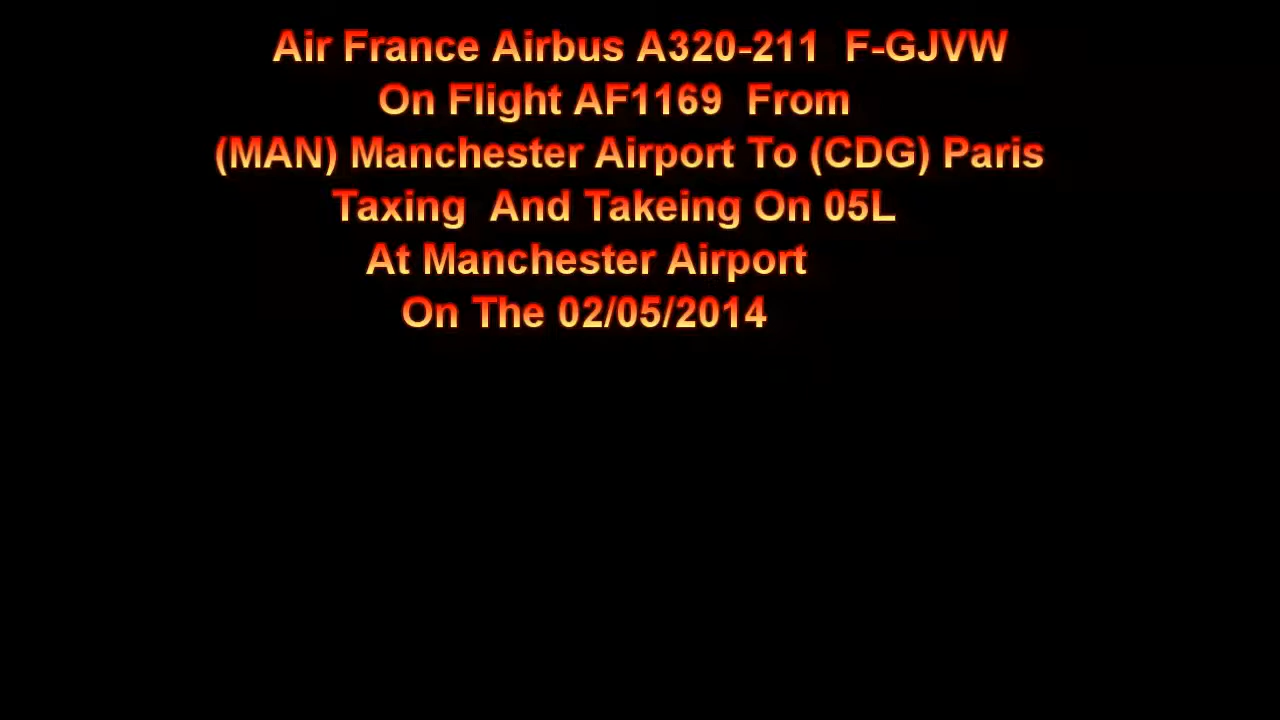 Air France Airbus A320-211  F-GJVW
On Flight AF1169  From
(MAN) Manchester Airport To (CDG) Paris
Taxing  And Takeing On 05L
At Manchester Airport
On The 02/05/2014